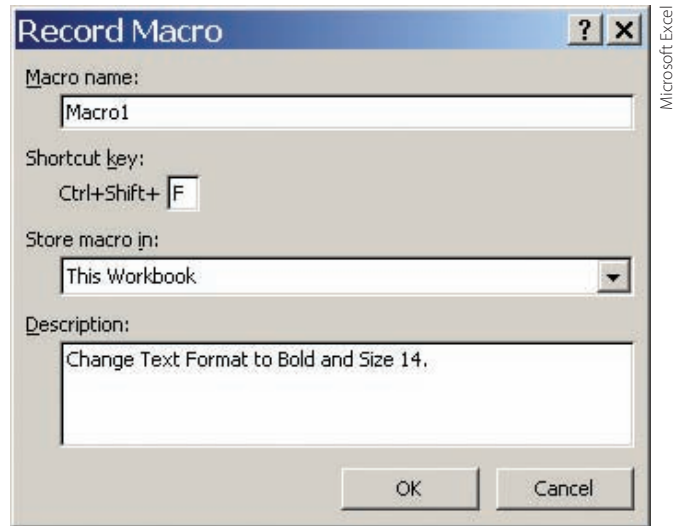 Record Macro
Macro name:
Macro1
Shortcut key:
Ctrl+Shift+ F
Store macro in:
This Workbook
Description:
Change Text Format to Bold and Size 14.
OK Cancel
Microsoft Excel